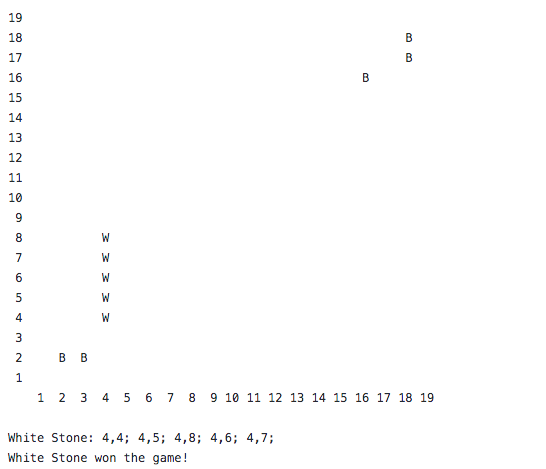 19
18 B
17 B
16 B
15
14
13
12
11
10
9
8 W
7 W
6 W
5 W
4 W
3
2 B B
1
1 2 3 4 5 6 7 8 9 10 11 12 13 14 15 16 17 18 19
White Stone: 4,4; 4,5; 4,8; 4,6; 4,7;
White Stone won the game!